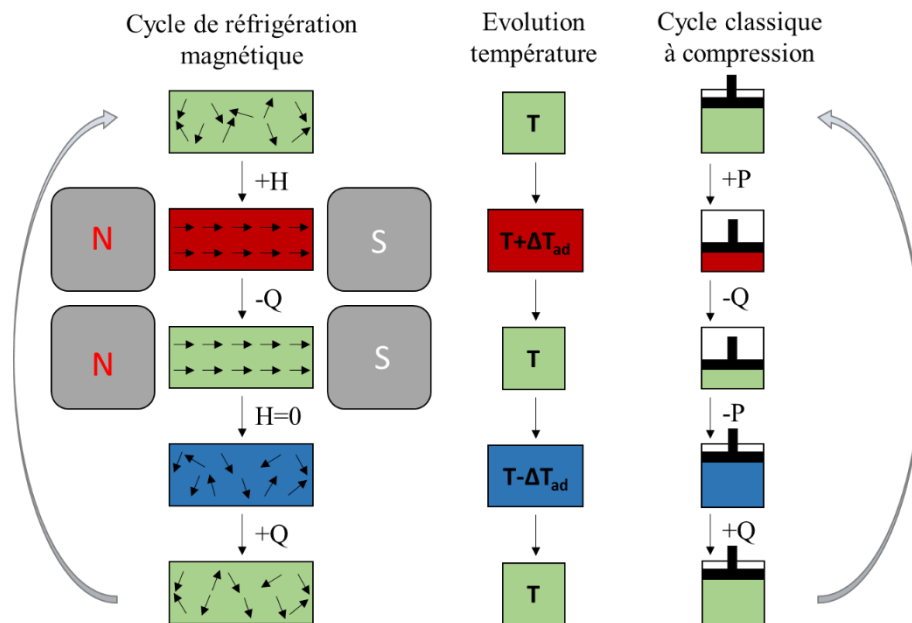 Cycle de réfrigération
magnétique
Evolution
température
Cycle classique
à compression
T
+H
+P
N
S
T+ΔTad
-Q
-Q
N
S
T
H=0
-P
T-ΔTad
+Q
+Q
T